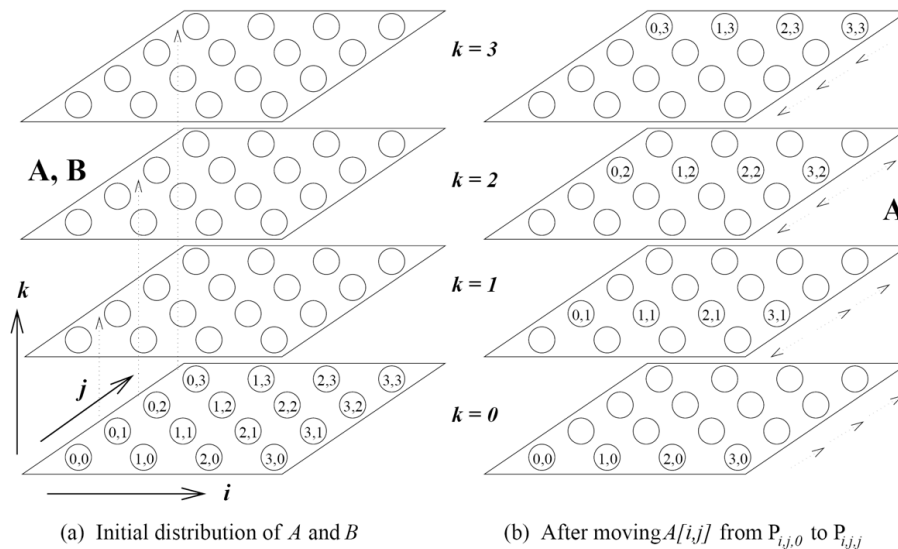 0,3 1,3 2,3 3,3
k = 3
A, B
0,2 1,2 2,2 3,2
k = 2
A
k
0,1 1,1 2,1 3,1
k = 1
j
0,3 1,3 2,3 3,3
0,2 1,2 2,2 3,2
0,1 1,1 2,1 3,1
0,0 1,0 2,0 3,0
k = 0
0,0 1,0 2,0 3,0
i
(a) Initial distribution of A and B
(b) After moving A[i,j] from Pi,j,0 to Pi,j,j